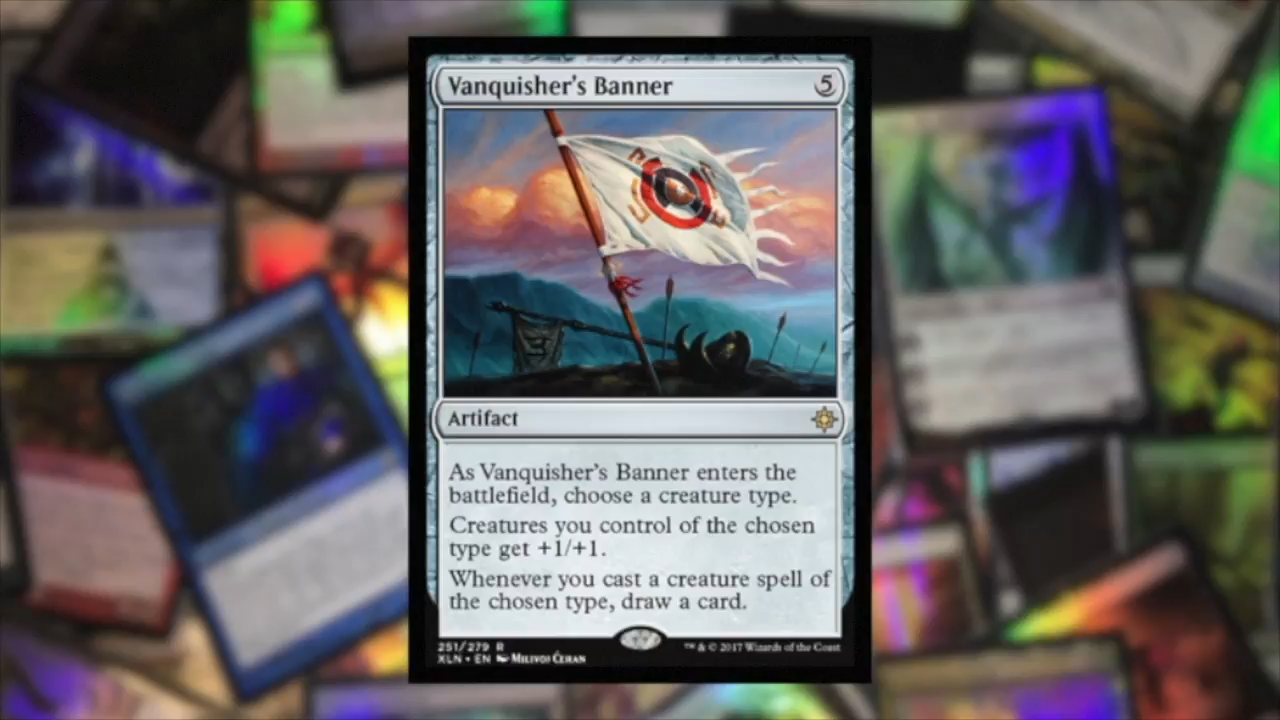 Vanquisher's Banner 5
Artifact
As Vanquisher's Banner enters the
battlefield, choose a creature type.
Creatures you control of the chosen
type get +1/+1.
Whenever you cast a creature spell of
the chosen type, draw a card.
251/279 R
XLN • EN Milivoj Ćeran
™ & © 2017 Wizards of the Coast